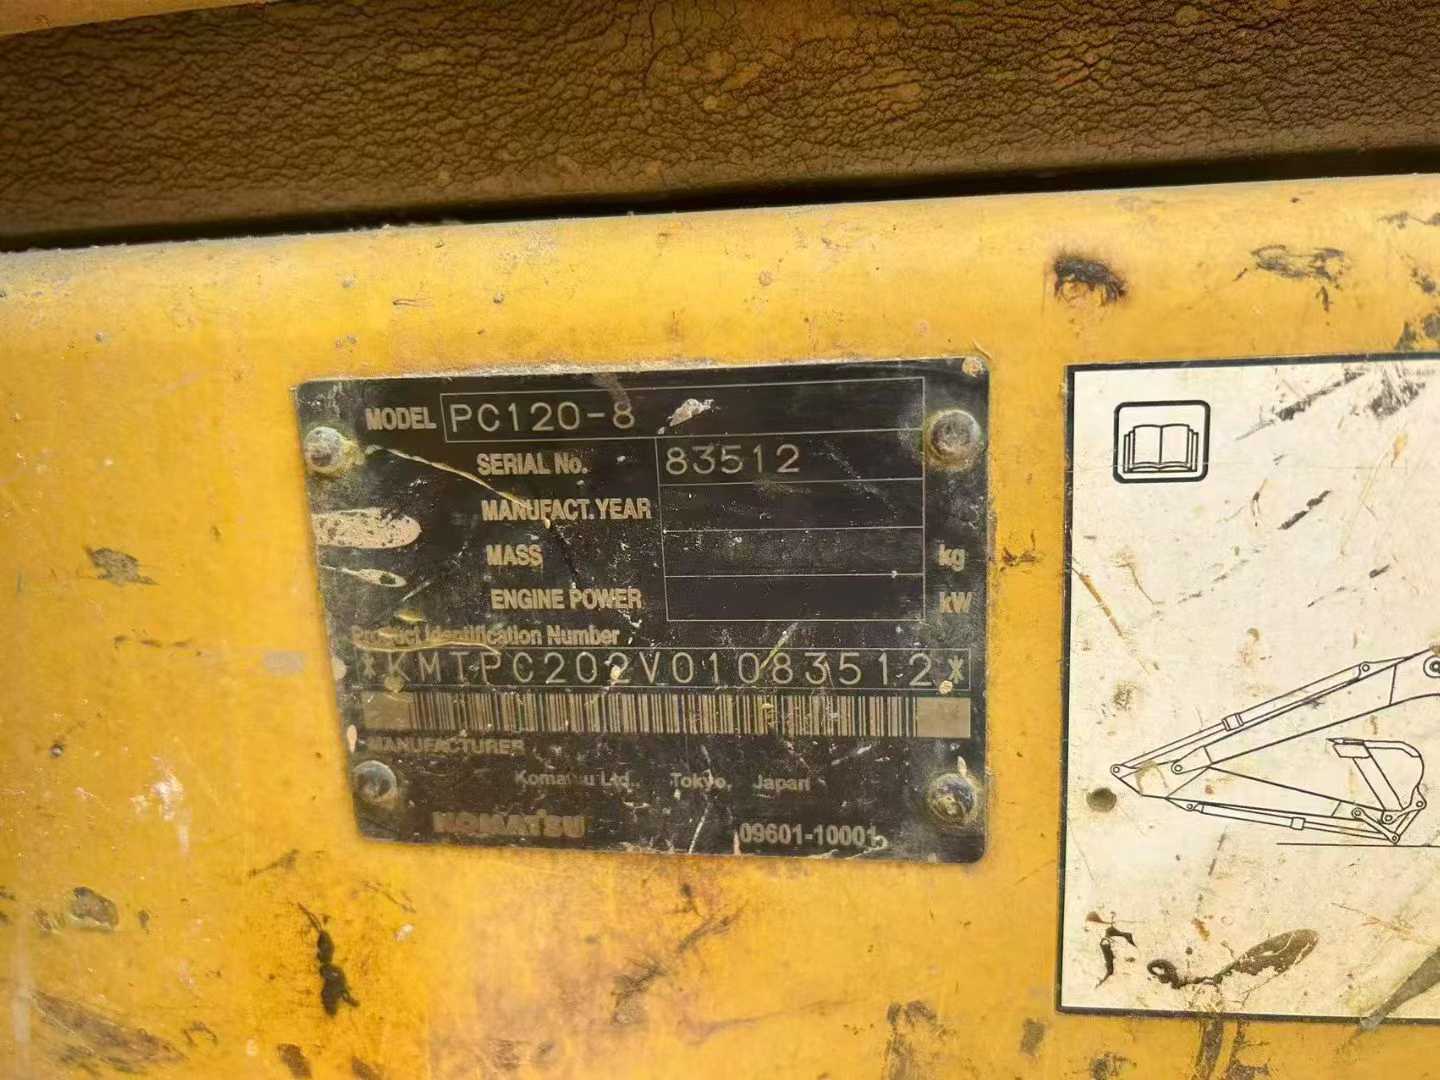 MODEL PC120-8
SERIAL No. 83512
MANUFACT. YEAR
MASS kg
ENGINE POWER kW
Product Identification Number
*KMTPC202V01083512*
MANUFACTURER
Komatsu Ltd., Tokyo, Japan
KOMATSU 09601-10001